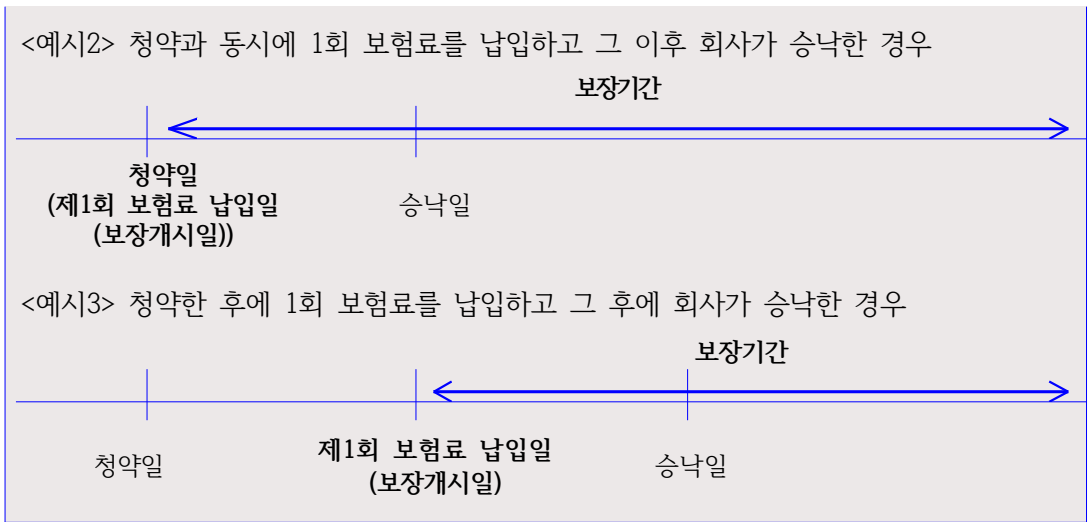 <예시2> 청약과 동시에 1회 보험료를 납입하고 그 이후 회사가 승낙한 경우
보장기간
청약일
(제1회 보험료 납입일
(보장개시일))
승낙일
<예시3> 청약한 후에 1회 보험료를 납입하고 그 후에 회사가 승낙한 경우
보장기간
청약일
제1회 보험료 납입일
(보장개시일)
승낙일